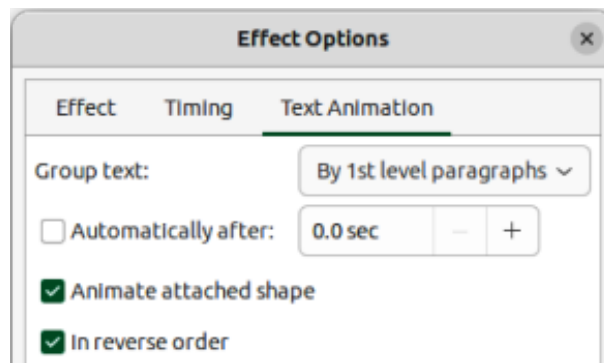 Effect Options
Effect Timing Text Animation
Group text: By 1st level paragraphs
Automatically after: 0.0 sec
Animate attached shape
In reverse order